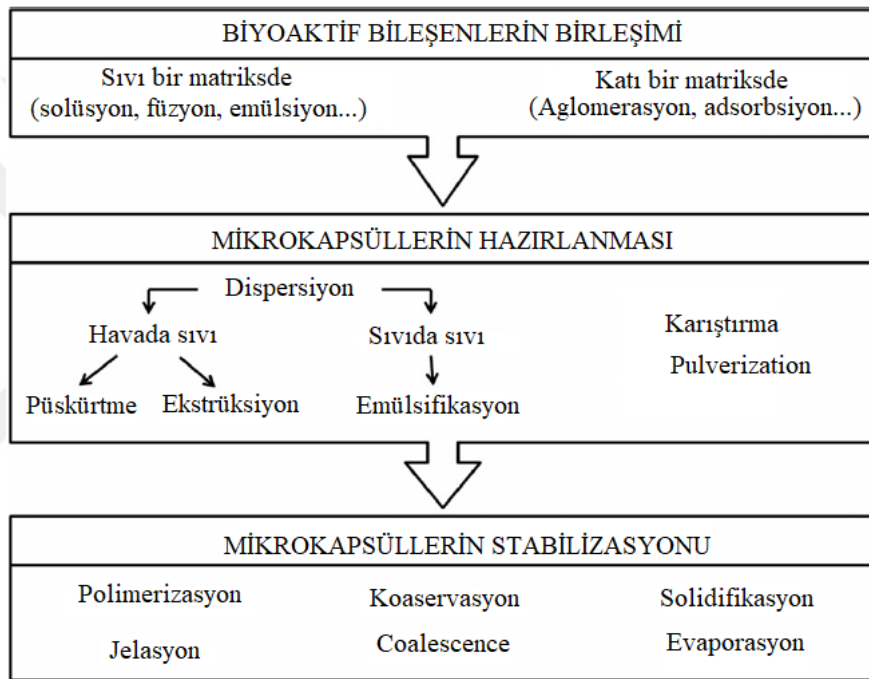 BİYOAKTİF BİLEŞENLERİN BİRLEŞİMİ
Sıvı bir matriksde
(solüsyon, füzyon, emülsiyon...)
Katı bir matriksde
(Aglomerasyon, adsorbsiyon...)
MİKROKAPSÜLLERİN HAZIRLANMASI
Dispersiyon
Havada sıvı
Sıvıda sıvı
Püskürtme
Ekstrüksiyon
Emülsifikasyon
Karıştırma
Pulverization
MİKROKAPSÜLLERİN STABİLİZASYONU
Polimerizasyon
Koaservasyon
Solidifikasyon
Jelasyon
Coalescence
Evaporasyon